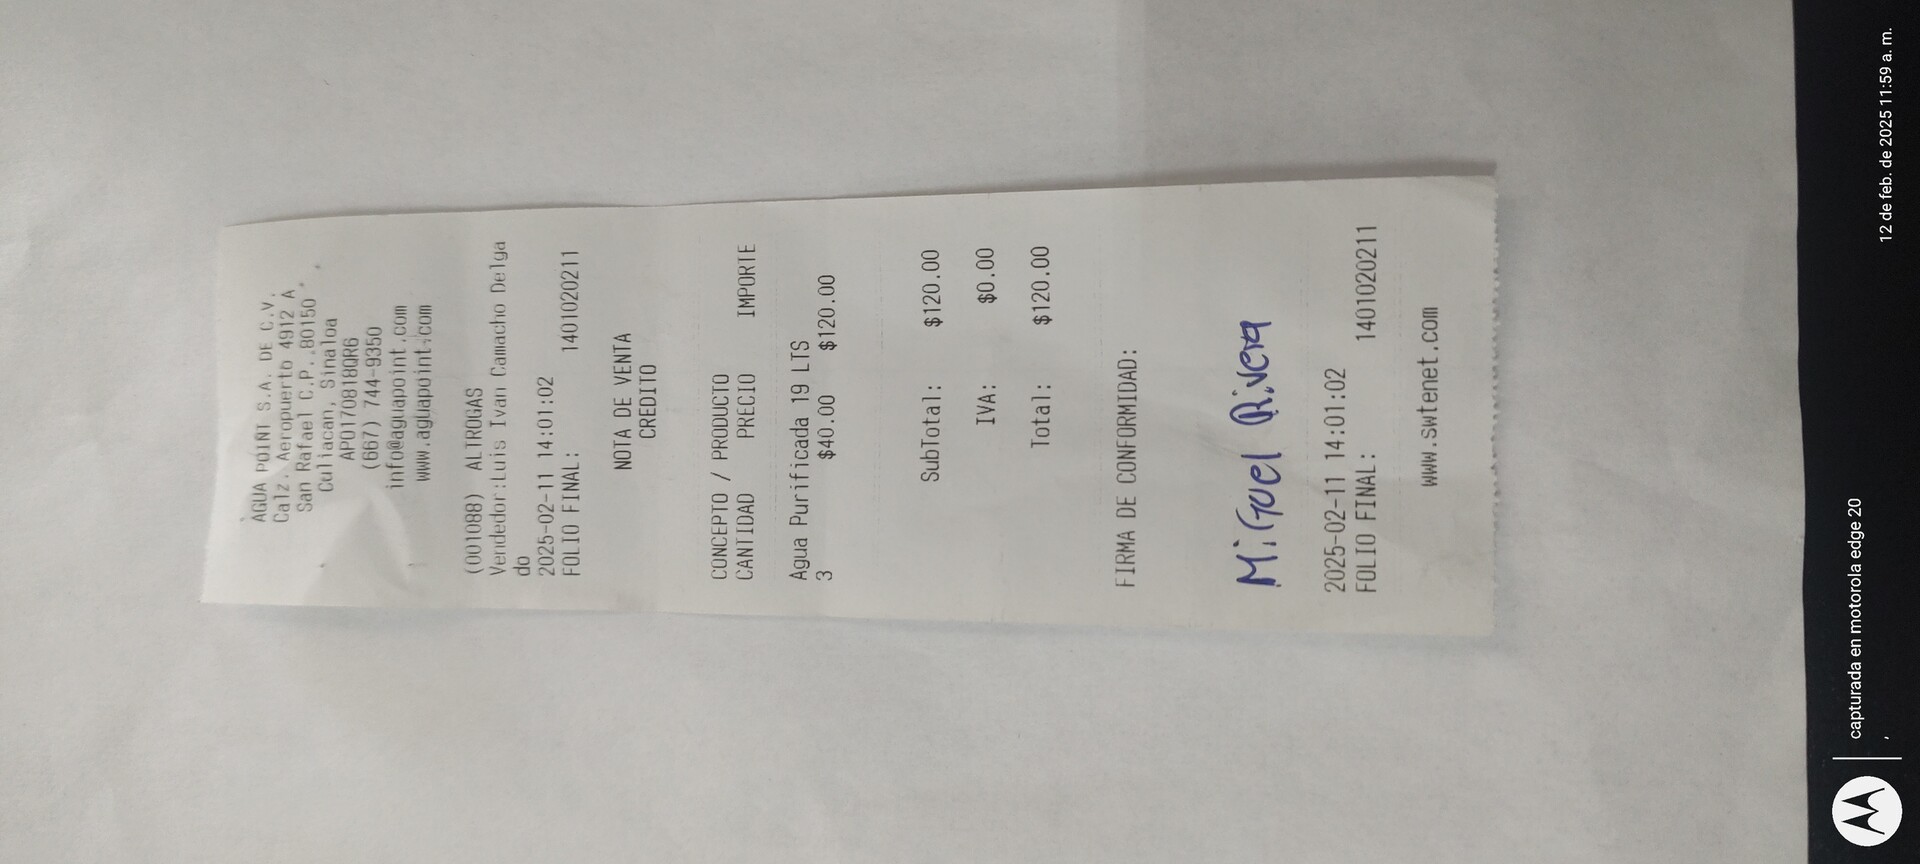 AGUA POINT S.A. DE C.V.
Calz. Aeropuerto 4912 A,
San Rafael C.P. 80150
Culiacan, Sinaloa
APO170818QR6
(667) 744-9350
info@aguapoint.com
www.aguapoint.com
(001088) ALTROGAS
Vendedor:Luis Ivan Camacho Delga
do
2025-02-11 14:01:02
FOLIO FINAL: 1401020211
NOTA DE VENTA
CREDITO
CONCEPTO / PRODUCTO
CANTIDAD PRECIO IMPORTE
Agua Purificada 19 LTS
3 $40.00 $120.00
SubTotal: $120.00
IVA: $0.00
Total: $120.00
FIRMA DE CONFORMIDAD:
Miguel Rivera
2025-02-11 14:01:02
FOLIO FINAL: 1401020211
www.swtenet.com
capturada en motorola edge 20
,
12 de feb. de 2025 11:59 a. m.